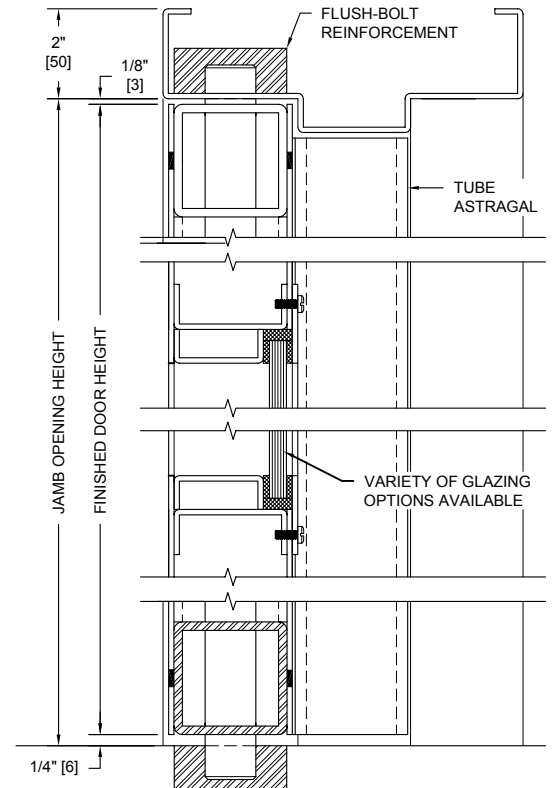 FLUSH-BOLT
REINFORCEMENT
2"
[50]
1/8"
[3]
TUBE
ASTRAGAL
JAMB OPENING HEIGHT
FINISHED DOOR HEIGHT
VARIETY OF GLAZING
OPTIONS AVAILABLE
1/4" [6]